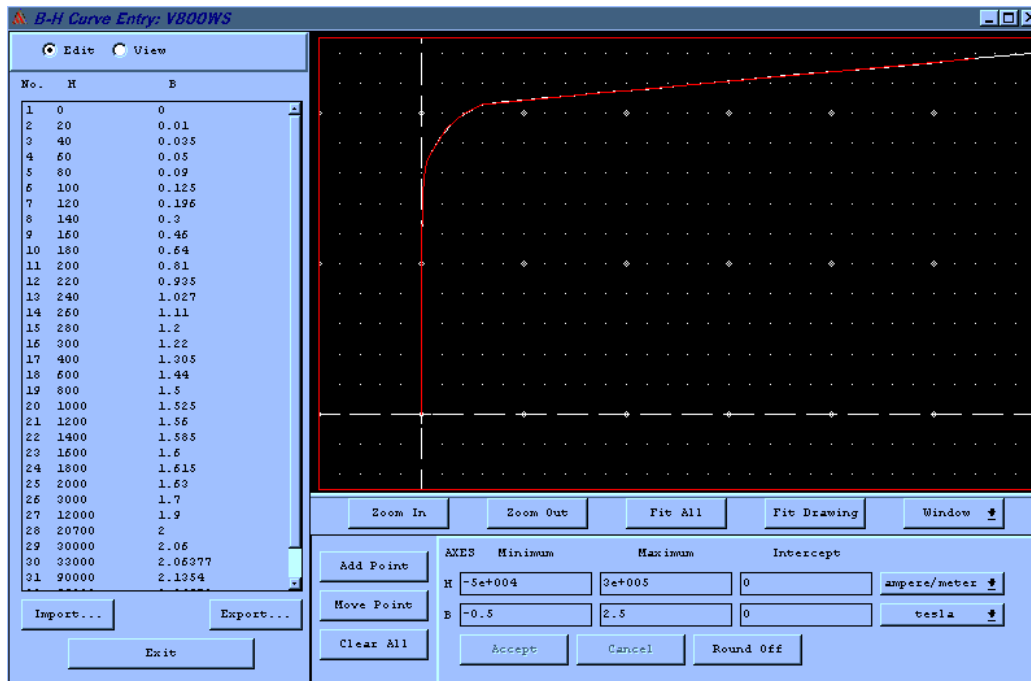 B-H Curve Entry: V800WS
Edit View
No. H B
1 0 0
2 20 0.01
3 40 0.035
4 60 0.05
5 80 0.09
6 100 0.125
7 120 0.196
8 140 0.3
9 160 0.46
10 180 0.64
11 200 0.81
12 220 0.935
13 240 1.027
14 260 1.11
15 280 1.2
16 300 1.22
17 400 1.305
18 600 1.44
19 800 1.5
20 1000 1.525
21 1200 1.56
22 1400 1.585
23 1600 1.6
24 1800 1.615
25 2000 1.63
26 3000 1.7
27 12000 1.9
28 20700 2
29 30000 2.06
30 33000 2.06377
31 90000 2.1354
Import... Export...
Exit
Zoom In Zoom Out Fit All Fit Drawing Window
Add Point
Move Point
Clear All
AXES Minimum Maximum Intercept
H -5e+004 3e+005 0 ampere/meter
B -0.5 2.5 0 tesla
Accept Cancel Round Off